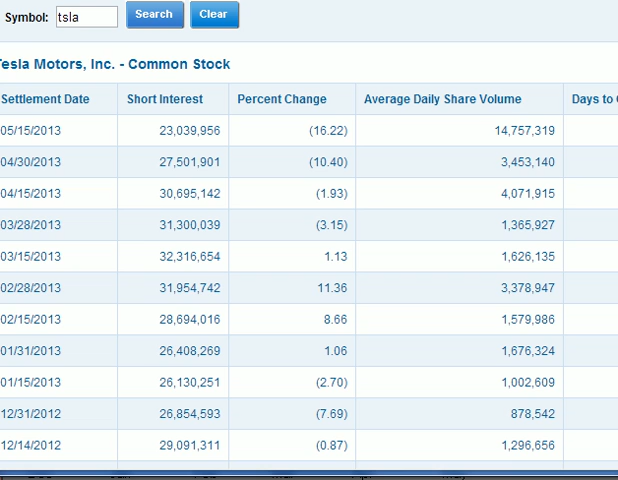 Symbol: tsla Search Clear
Tesla Motors, Inc. - Common Stock
Settlement Date Short Interest Percent Change Average Daily Share Volume Days to
05/15/2013 23,039,956 (16.22) 14,757,319
04/30/2013 27,501,901 (10.40) 3,453,140
04/15/2013 30,695,142 (1.93) 4,071,915
03/28/2013 31,300,039 (3.15) 1,365,927
03/15/2013 32,316,654 1.13 1,626,135
02/28/2013 31,954,742 11.36 3,378,947
02/15/2013 28,694,016 8.66 1,579,986
01/31/2013 26,408,269 1.06 1,676,324
01/15/2013 26,130,251 (2.70) 1,002,609
12/31/2012 26,854,593 (7.69) 878,542
12/14/2012 29,091,311 (0.87) 1,296,656